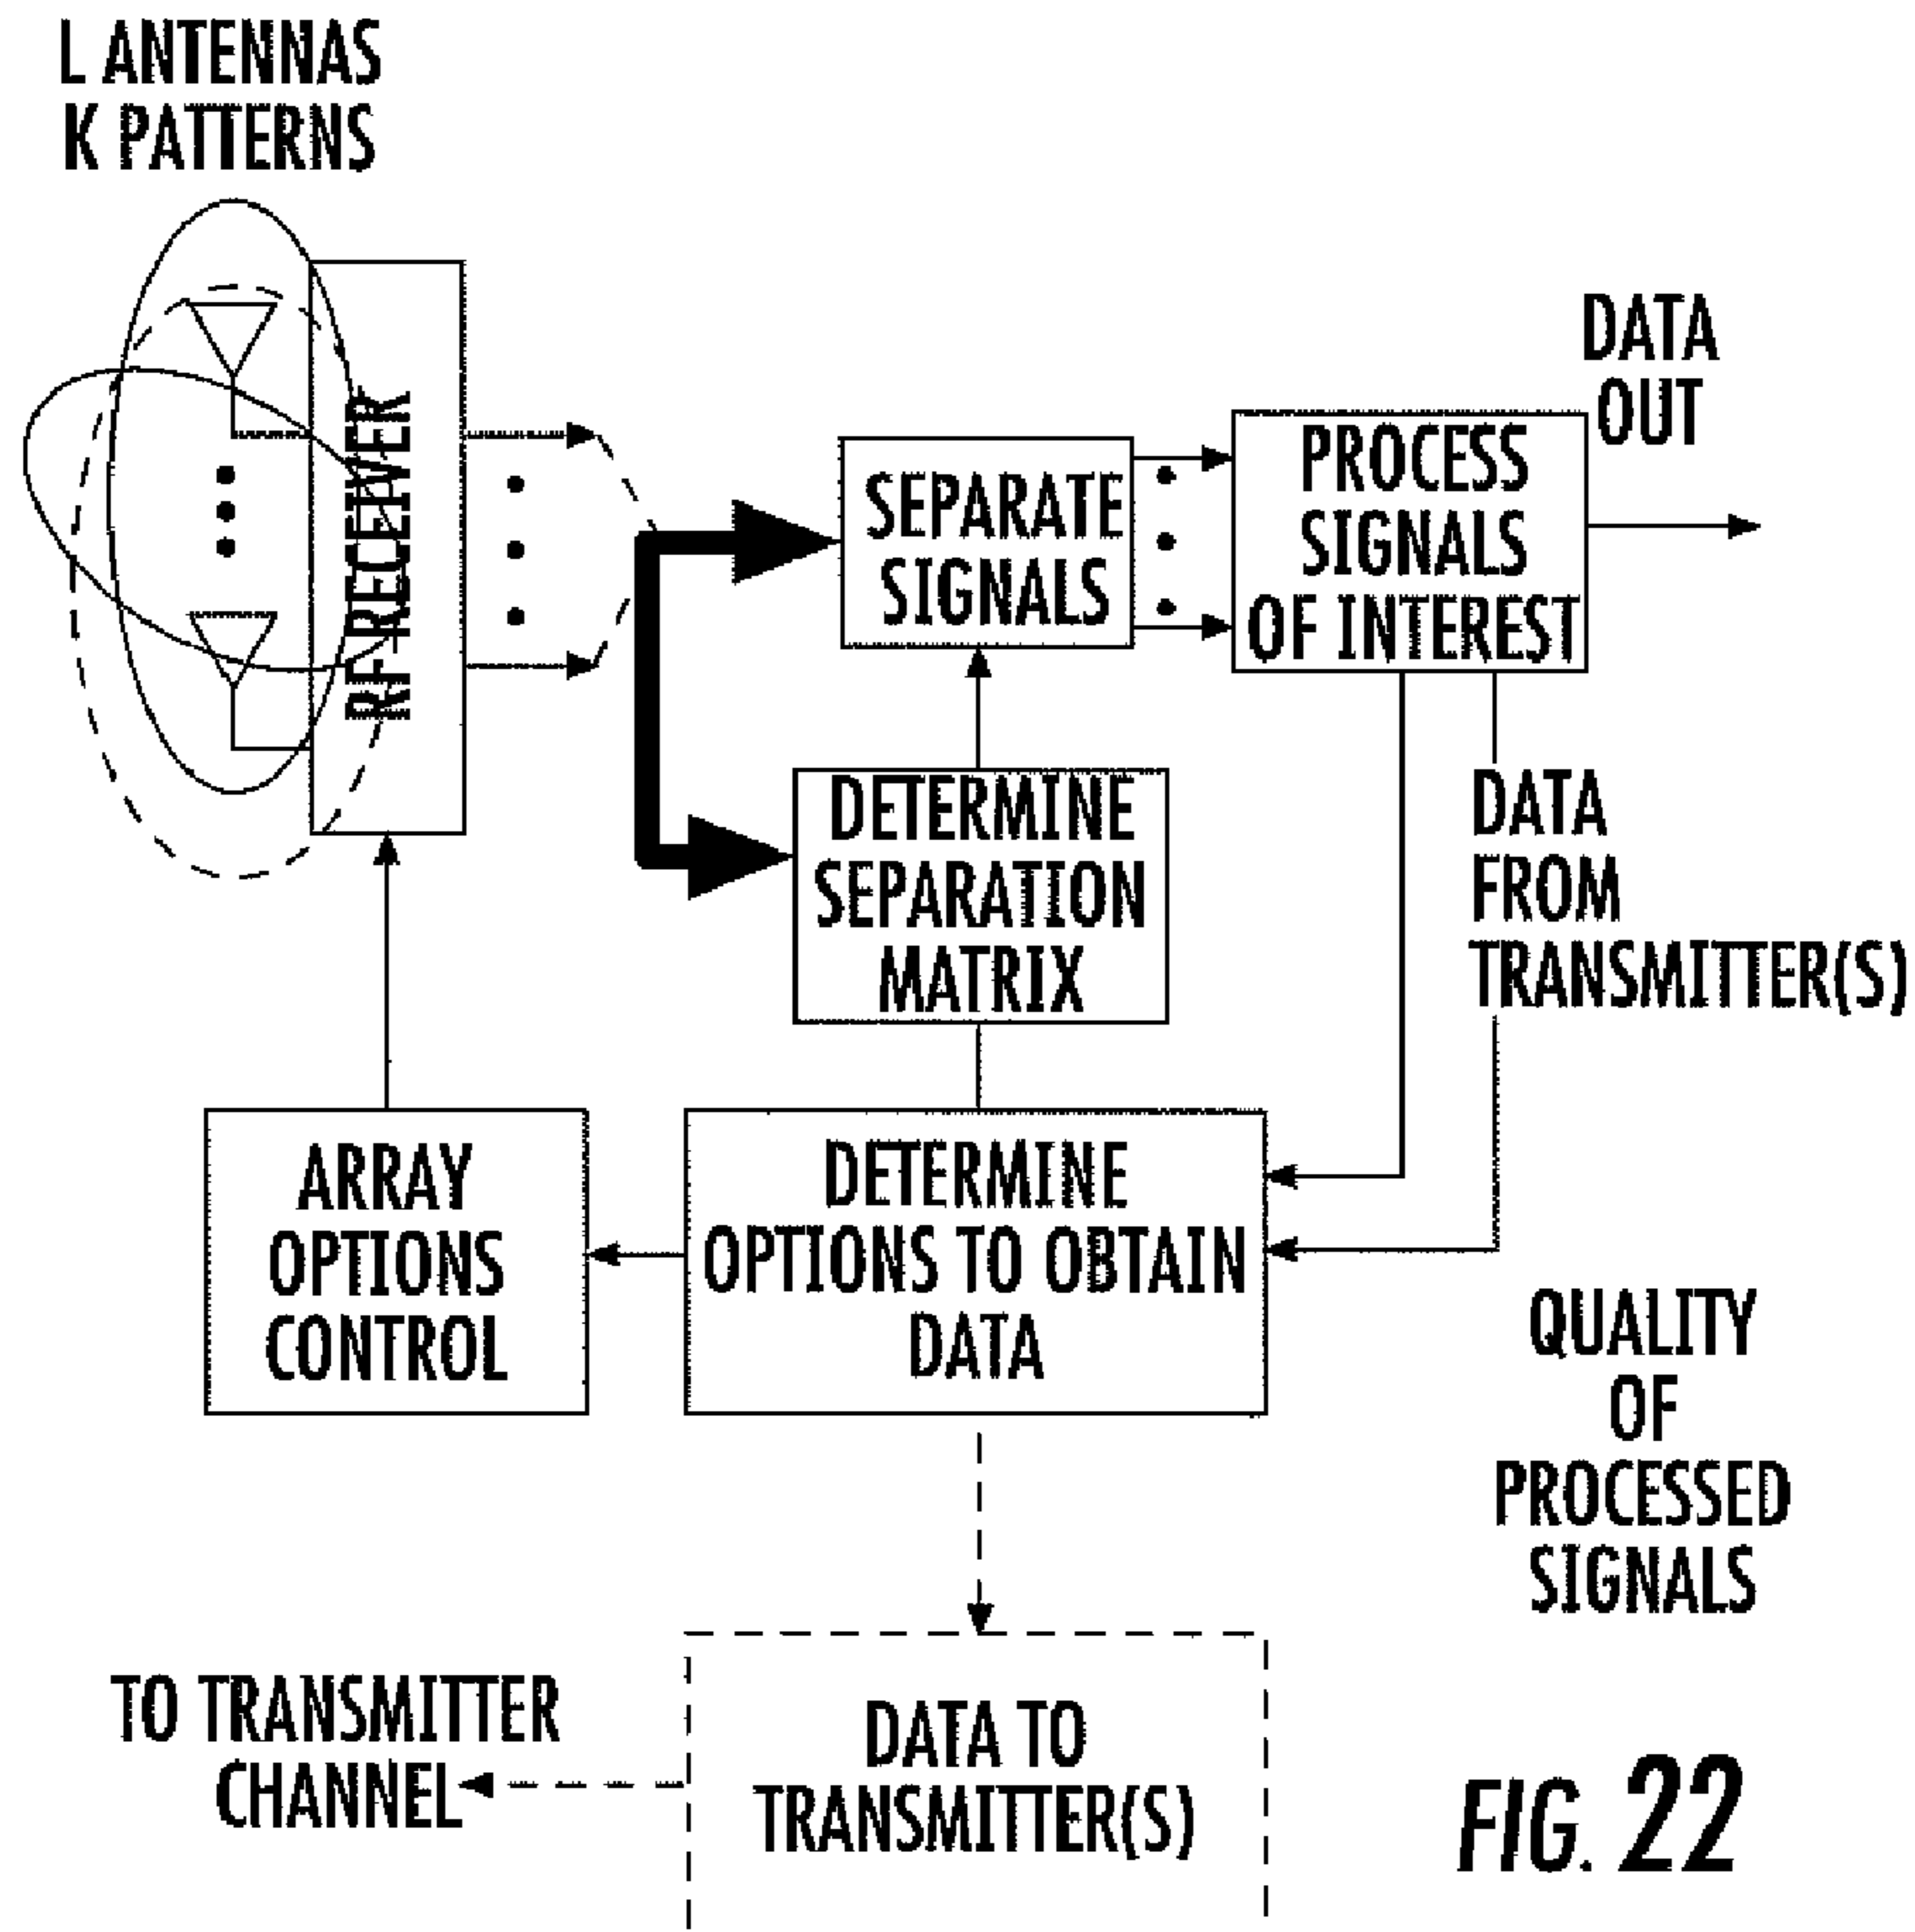 L ANTENNAS
K PATTERNS
RF RECEIVER
SEPARATE
SIGNALS
PROCESS
SIGNALS
OF INTEREST
DATA
OUT
DETERMINE
SEPARATION
MATRIX
DATA
FROM
TRANSMITTER(S)
ARRAY
OPTIONS
CONTROL
DETERMINE
OPTIONS TO OBTAIN
DATA
QUALITY
OF
PROCESSED
SIGNALS
TO TRANSMITTER
CHANNEL
DATA TO
TRANSMITTER(S)
FIG. 22